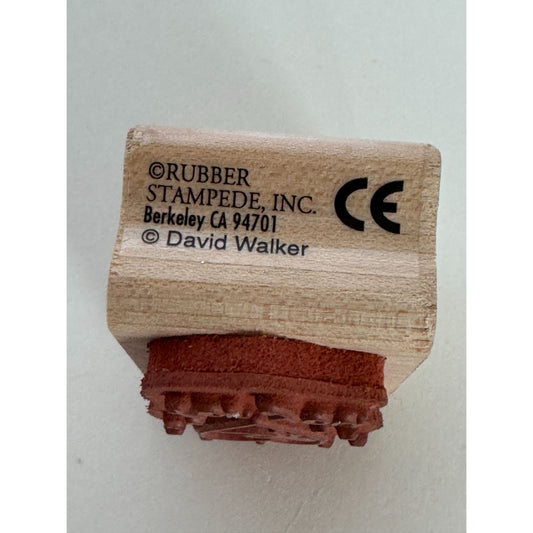 ©RUBBER
STAMPEDE, INC.
Berkeley CA 94701
© David Walker
CE